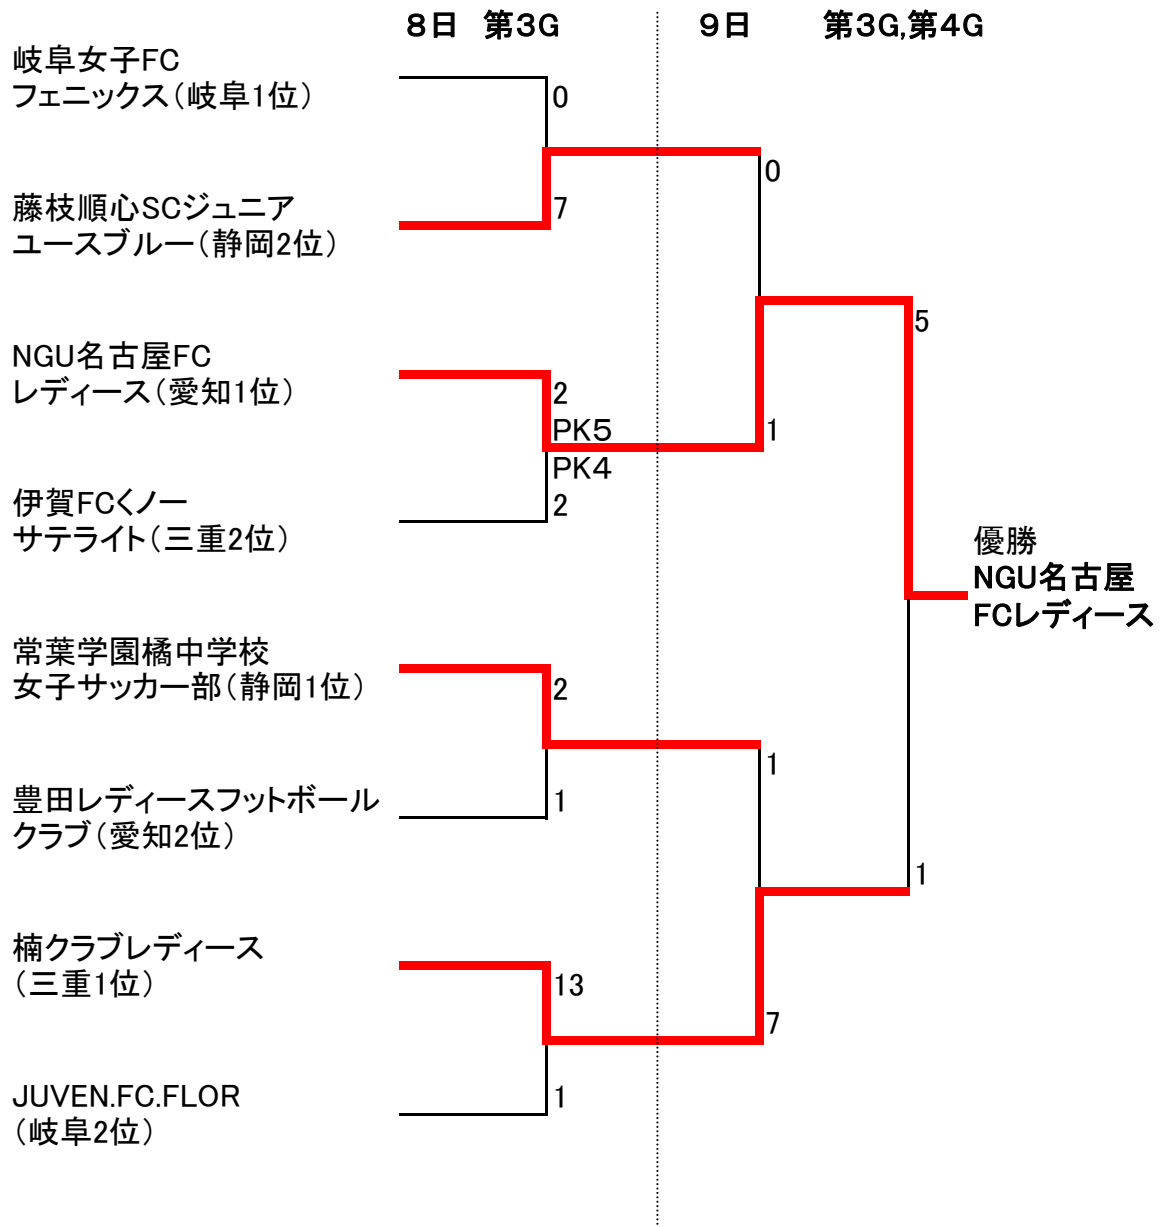 ８日　第３G　９日　第３G,第４G
岐阜女子FC
フェニックス（岐阜1位）
0
藤枝順心SCジュニア
ユースブルー（静岡2位）
7
0
NGU名古屋FC
レディース（愛知1位）
2
PK５
PK４
2
1
5
伊賀FCくノー
サテライト（三重2位）
優勝
NGU名古屋
FCレディース
常葉学園橘中学校
女子サッカー部（静岡1位）
2
1
豊田レディースフットボール
クラブ（愛知2位）
1
1
楠クラブレディース
（三重1位）
13
7
JUVEN.FC.FLOR
（岐阜2位）
1